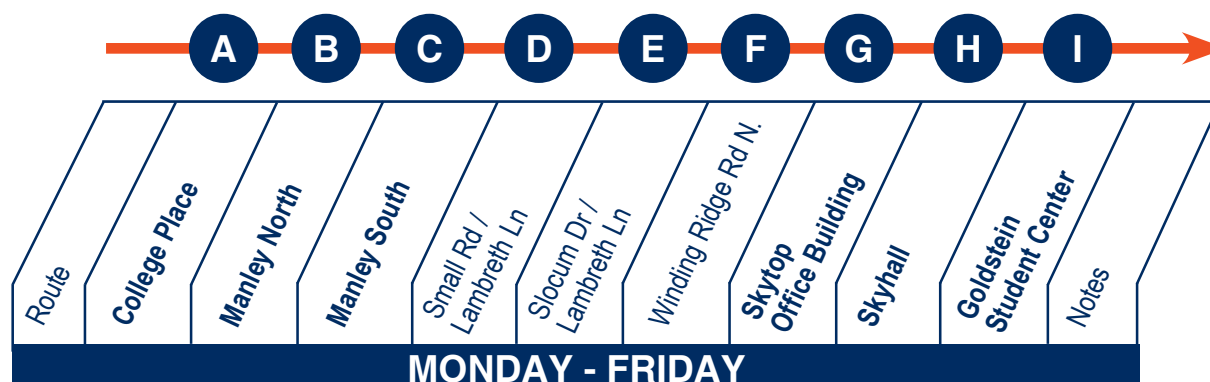 A B C D E F G H I
Route
College Place
Manley North
Manley South
Small Rd /
Lambreth Ln
Slocum Dr /
Lambreth Ln
Winding Ridge Rd N.
Skytop
Office Building
Skyhall
Goldstein
Student Center
Notes
MONDAY - FRIDAY